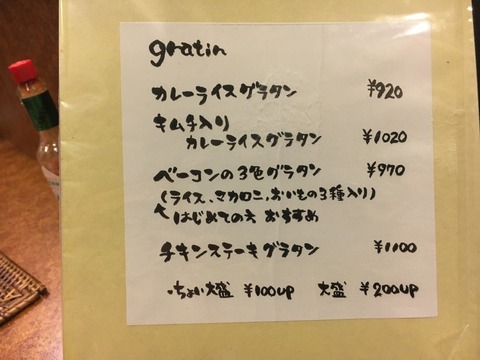 gratin
カレーライスグラタン ¥920
キムチ入り
カレーライスグラタン ¥1020
ベーコンの3色グラタン ¥970
(ライス、マカロニ、おいもの3種入り)
↖はじめての方 おすすめ
チキンステーキグラタン ¥1100
・ちょい大盛 ¥100up 大盛 ¥200up